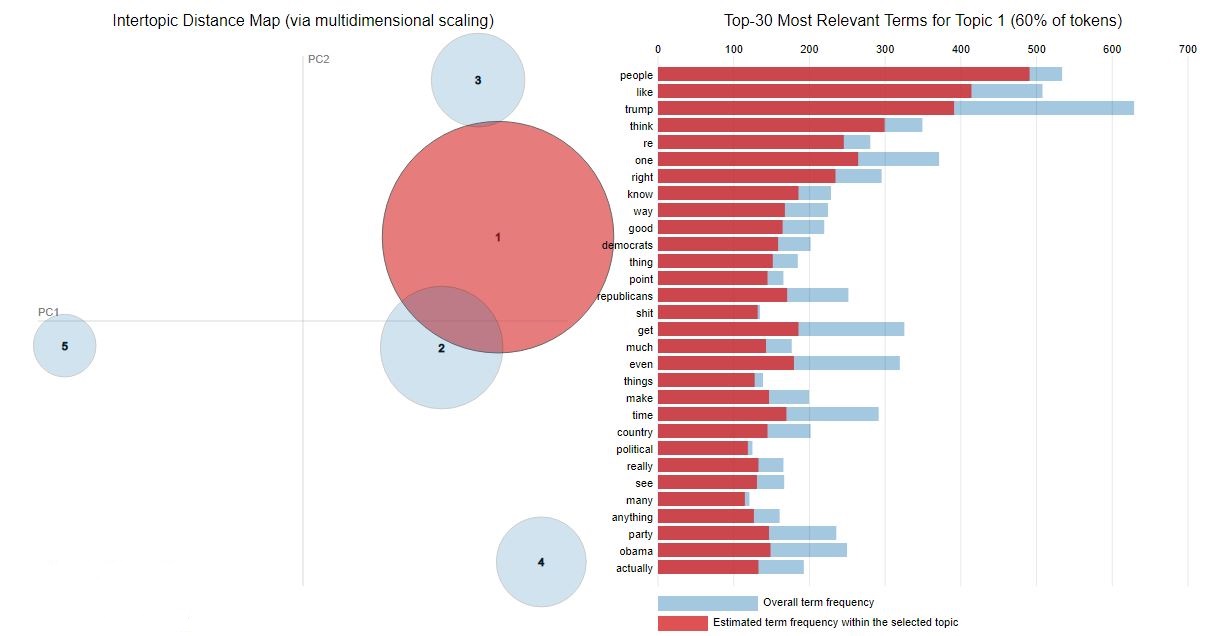 Intertopic Distance Map (via multidimensional scaling)
PC2
PC1
3
1
2
5
4
Top-30 Most Relevant Terms for Topic 1 (60% of tokens)
0 100 200 300 400 500 600 700
people
like
trump
think
re
one
right
know
way
good
democrats
thing
point
republicans
shit
get
much
even
things
make
time
country
political
really
see
many
anything
party
obama
actually
Overall term frequency
Estimated term frequency within the selected topic